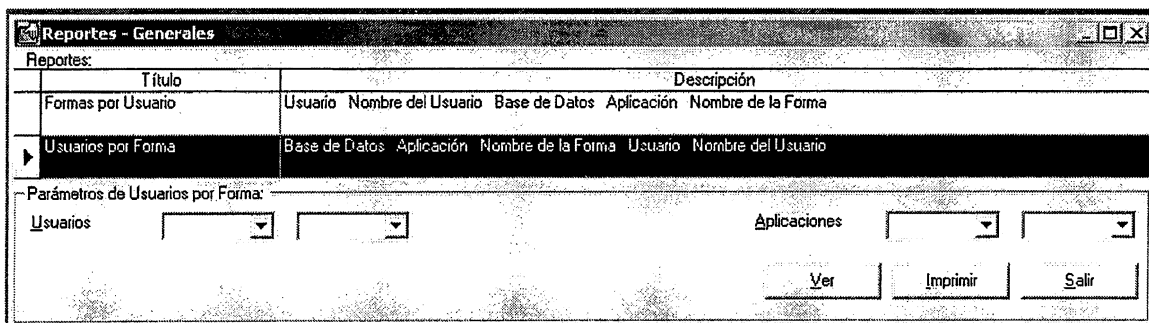 Reportes - Generales
Reportes:
Título Descripción
Formas por Usuario Usuario Nombre del Usuario Base de Datos Aplicación Nombre de la Forma
Usuarios por Forma Base de Datos Aplicación Nombre de la Forma Usuario Nombre del Usuario
Parámetros de Usuarios por Forma:
Usuarios Aplicaciones
Ver Imprimir Salir